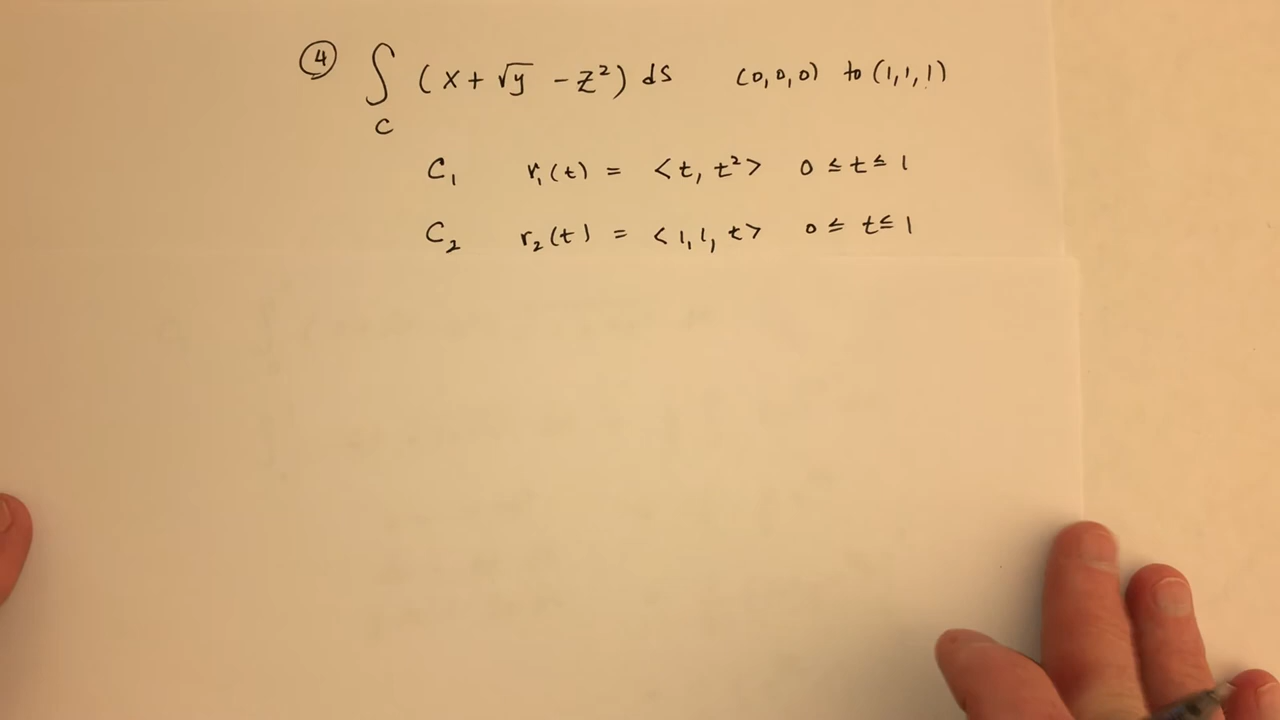 ④ ∫_C (x + √y − z²) ds (0,0,0) to (1,1,1)
C₁ r₁(t) = <t, t²> 0 ≤ t ≤ 1
C₂ r₂(t) = <1,1,t> 0 ≤ t ≤ 1